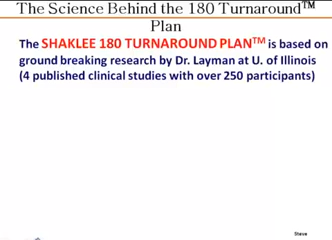 The Science Behind the 180 Turnaround™
Plan
The SHAKLEE 180 TURNAROUND PLAN™ is based on
ground breaking research by Dr. Layman at U. of Illinois
(4 published clinical studies with over 250 participants)
Steve